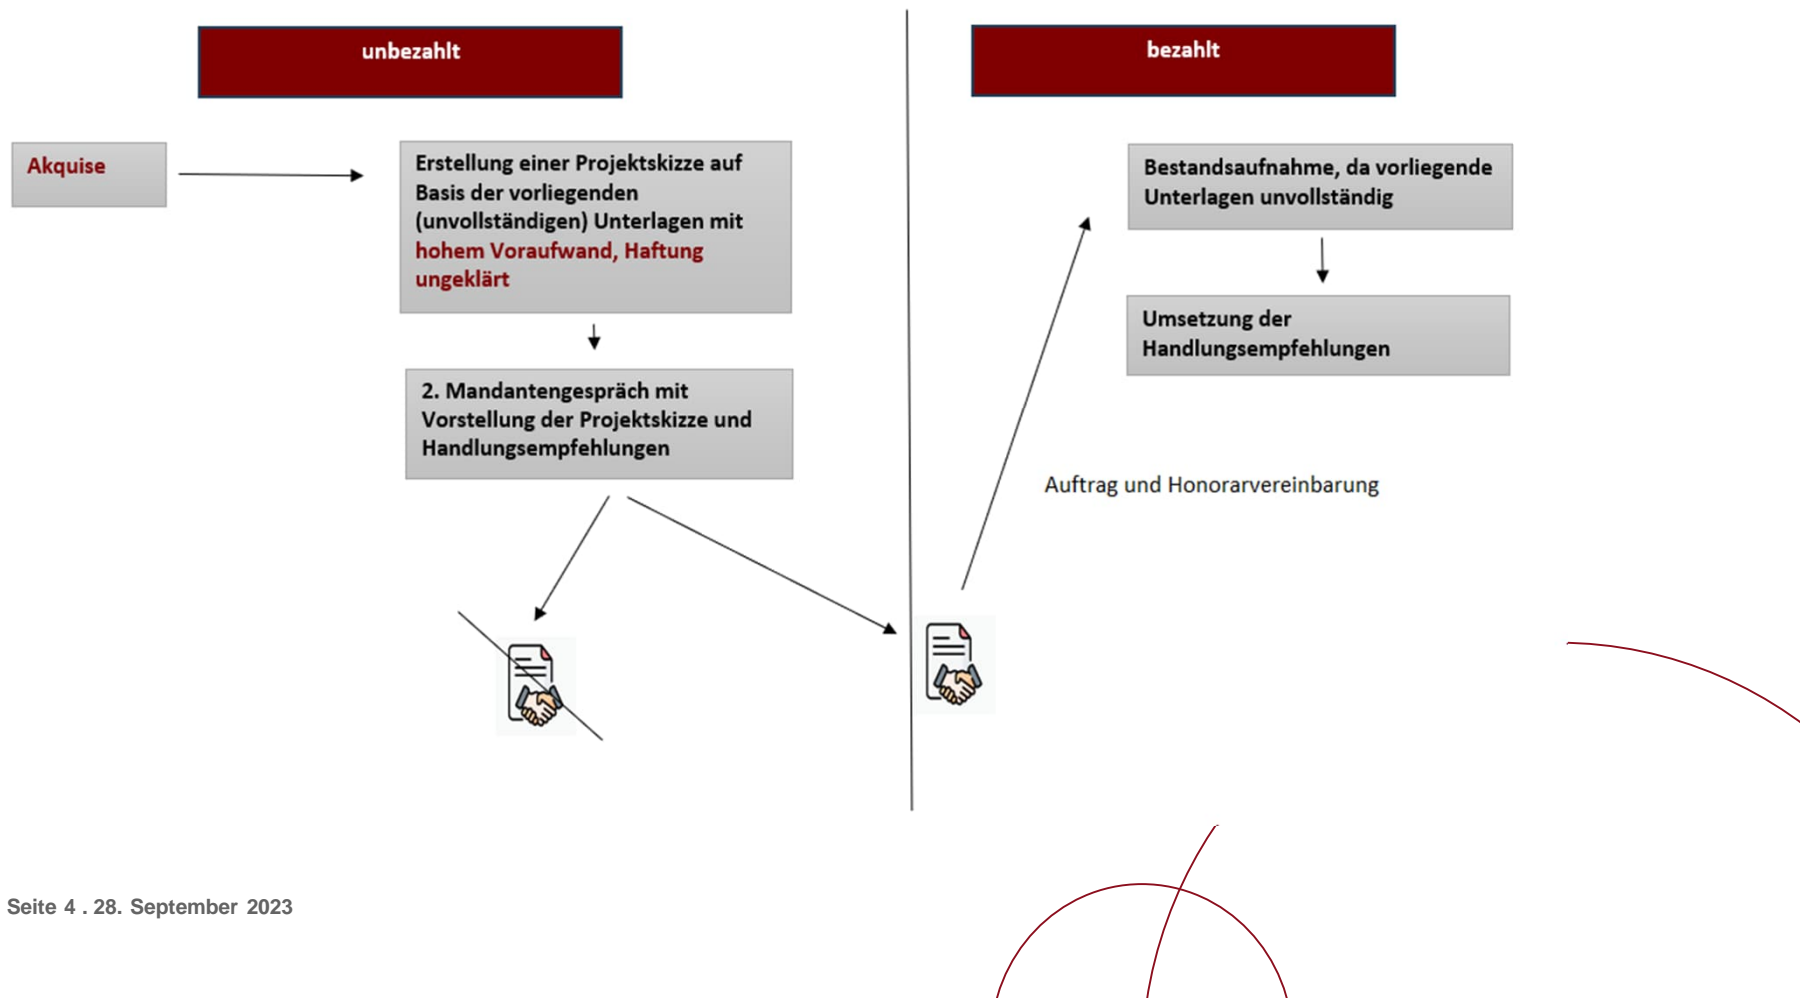 unbezahlt
bezahlt
Akquise
Erstellung einer Projektskizze auf
Basis der vorliegenden
(unvollständigen) Unterlagen mit
hohem Voraufwand, Haftung
ungeklärt
2. Mandantengespräch mit
Vorstellung der Projektskizze und
Handlungsempfehlungen
Bestandsaufnahme, da vorliegende
Unterlagen unvollständig
Umsetzung der
Handlungsempfehlungen
Auftrag und Honorarvereinbarung
Seite 4 . 28. September 2023